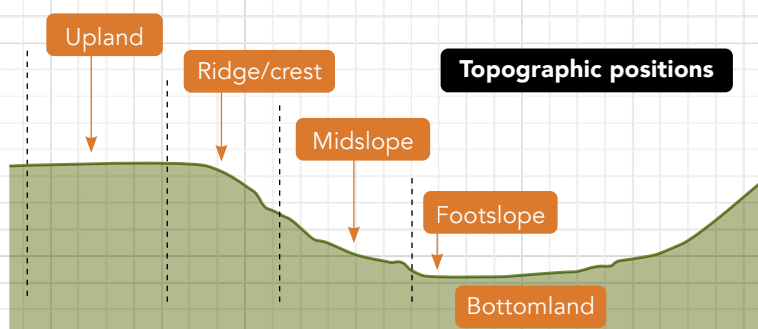 Upland
Ridge/crest
Topographic positions
Midslope
Footslope
Bottomland